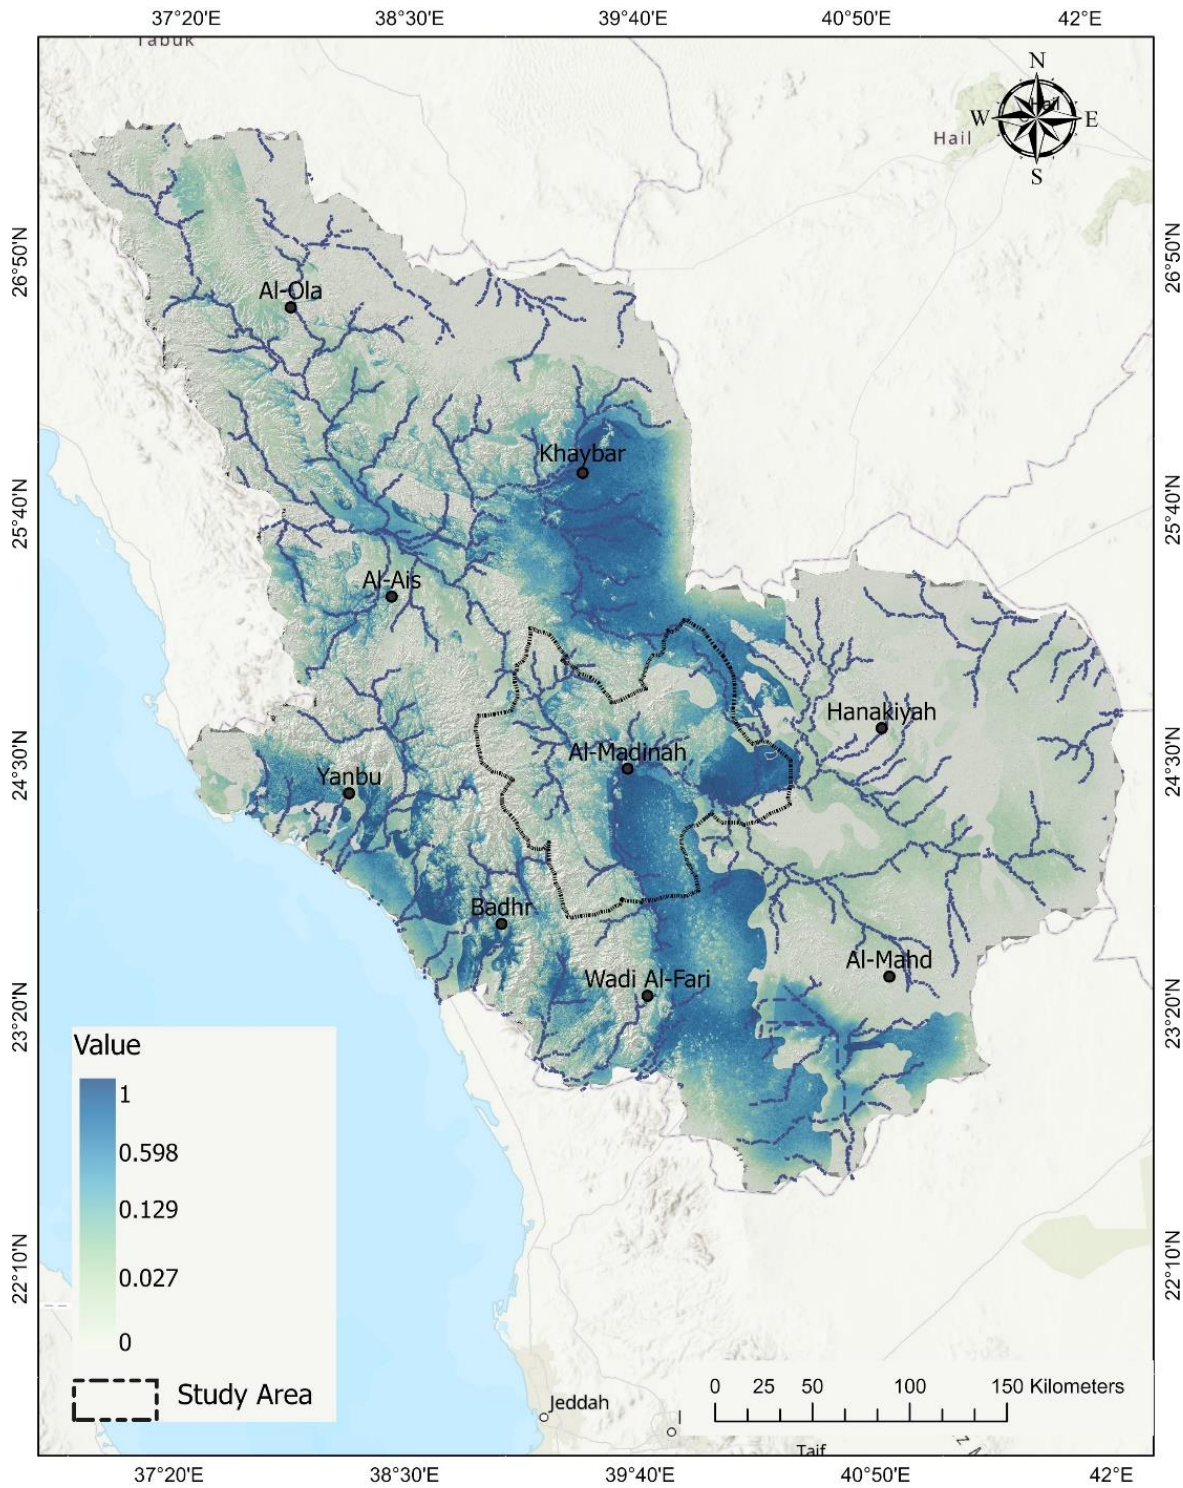 37°20'E 38°30'E 39°40'E 40°50'E 42°E
Tabuk
N
Hail
W E
Hail
S
26°50'N 26°50'N
Al-Ola
Khaybar
25°40'N 25°40'N
Al-Ais
Hanakiyah
24°30'N 24°30'N
Al-Madinah
Yanbu
Badhr
Al-Mahd
Wadi Al-Fari
23°20'N 23°20'N
Value
1
0.598
0.129
22°10'N 22°10'N
0.027
0
Study Area
0 25 50 100 150 Kilometers
Jeddah
Taif
37°20'E 38°30'E 39°40'E 40°50'E 42°E